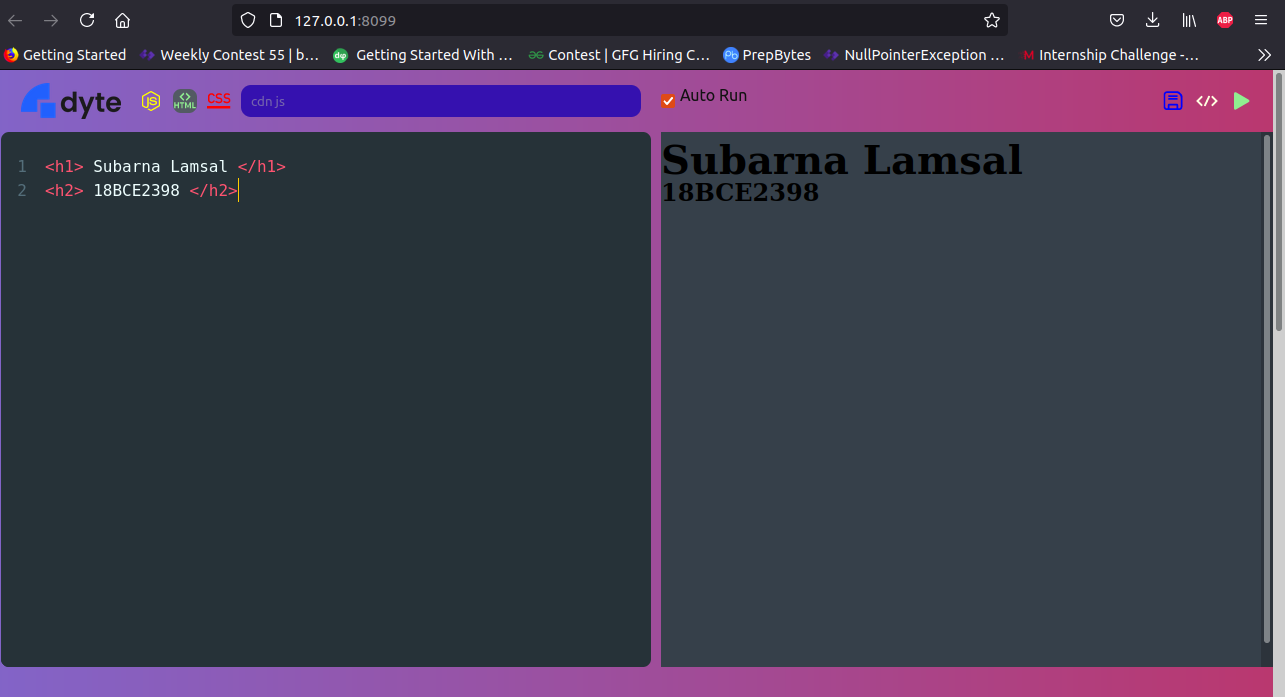 127.0.0.1:8099
ABP
Getting Started
Weekly Contest 55 | b…
Getting Started With …
Contest | GFG Hiring C…
Pb PrepBytes
NullPointerException …
M Internship Challenge -…
dyte
JS
<> HTML
CSS
cdn js
Auto Run
</>
1 <h1> Subarna Lamsal </h1>
2 <h2> 18BCE2398 </h2>
Subarna Lamsal
18BCE2398